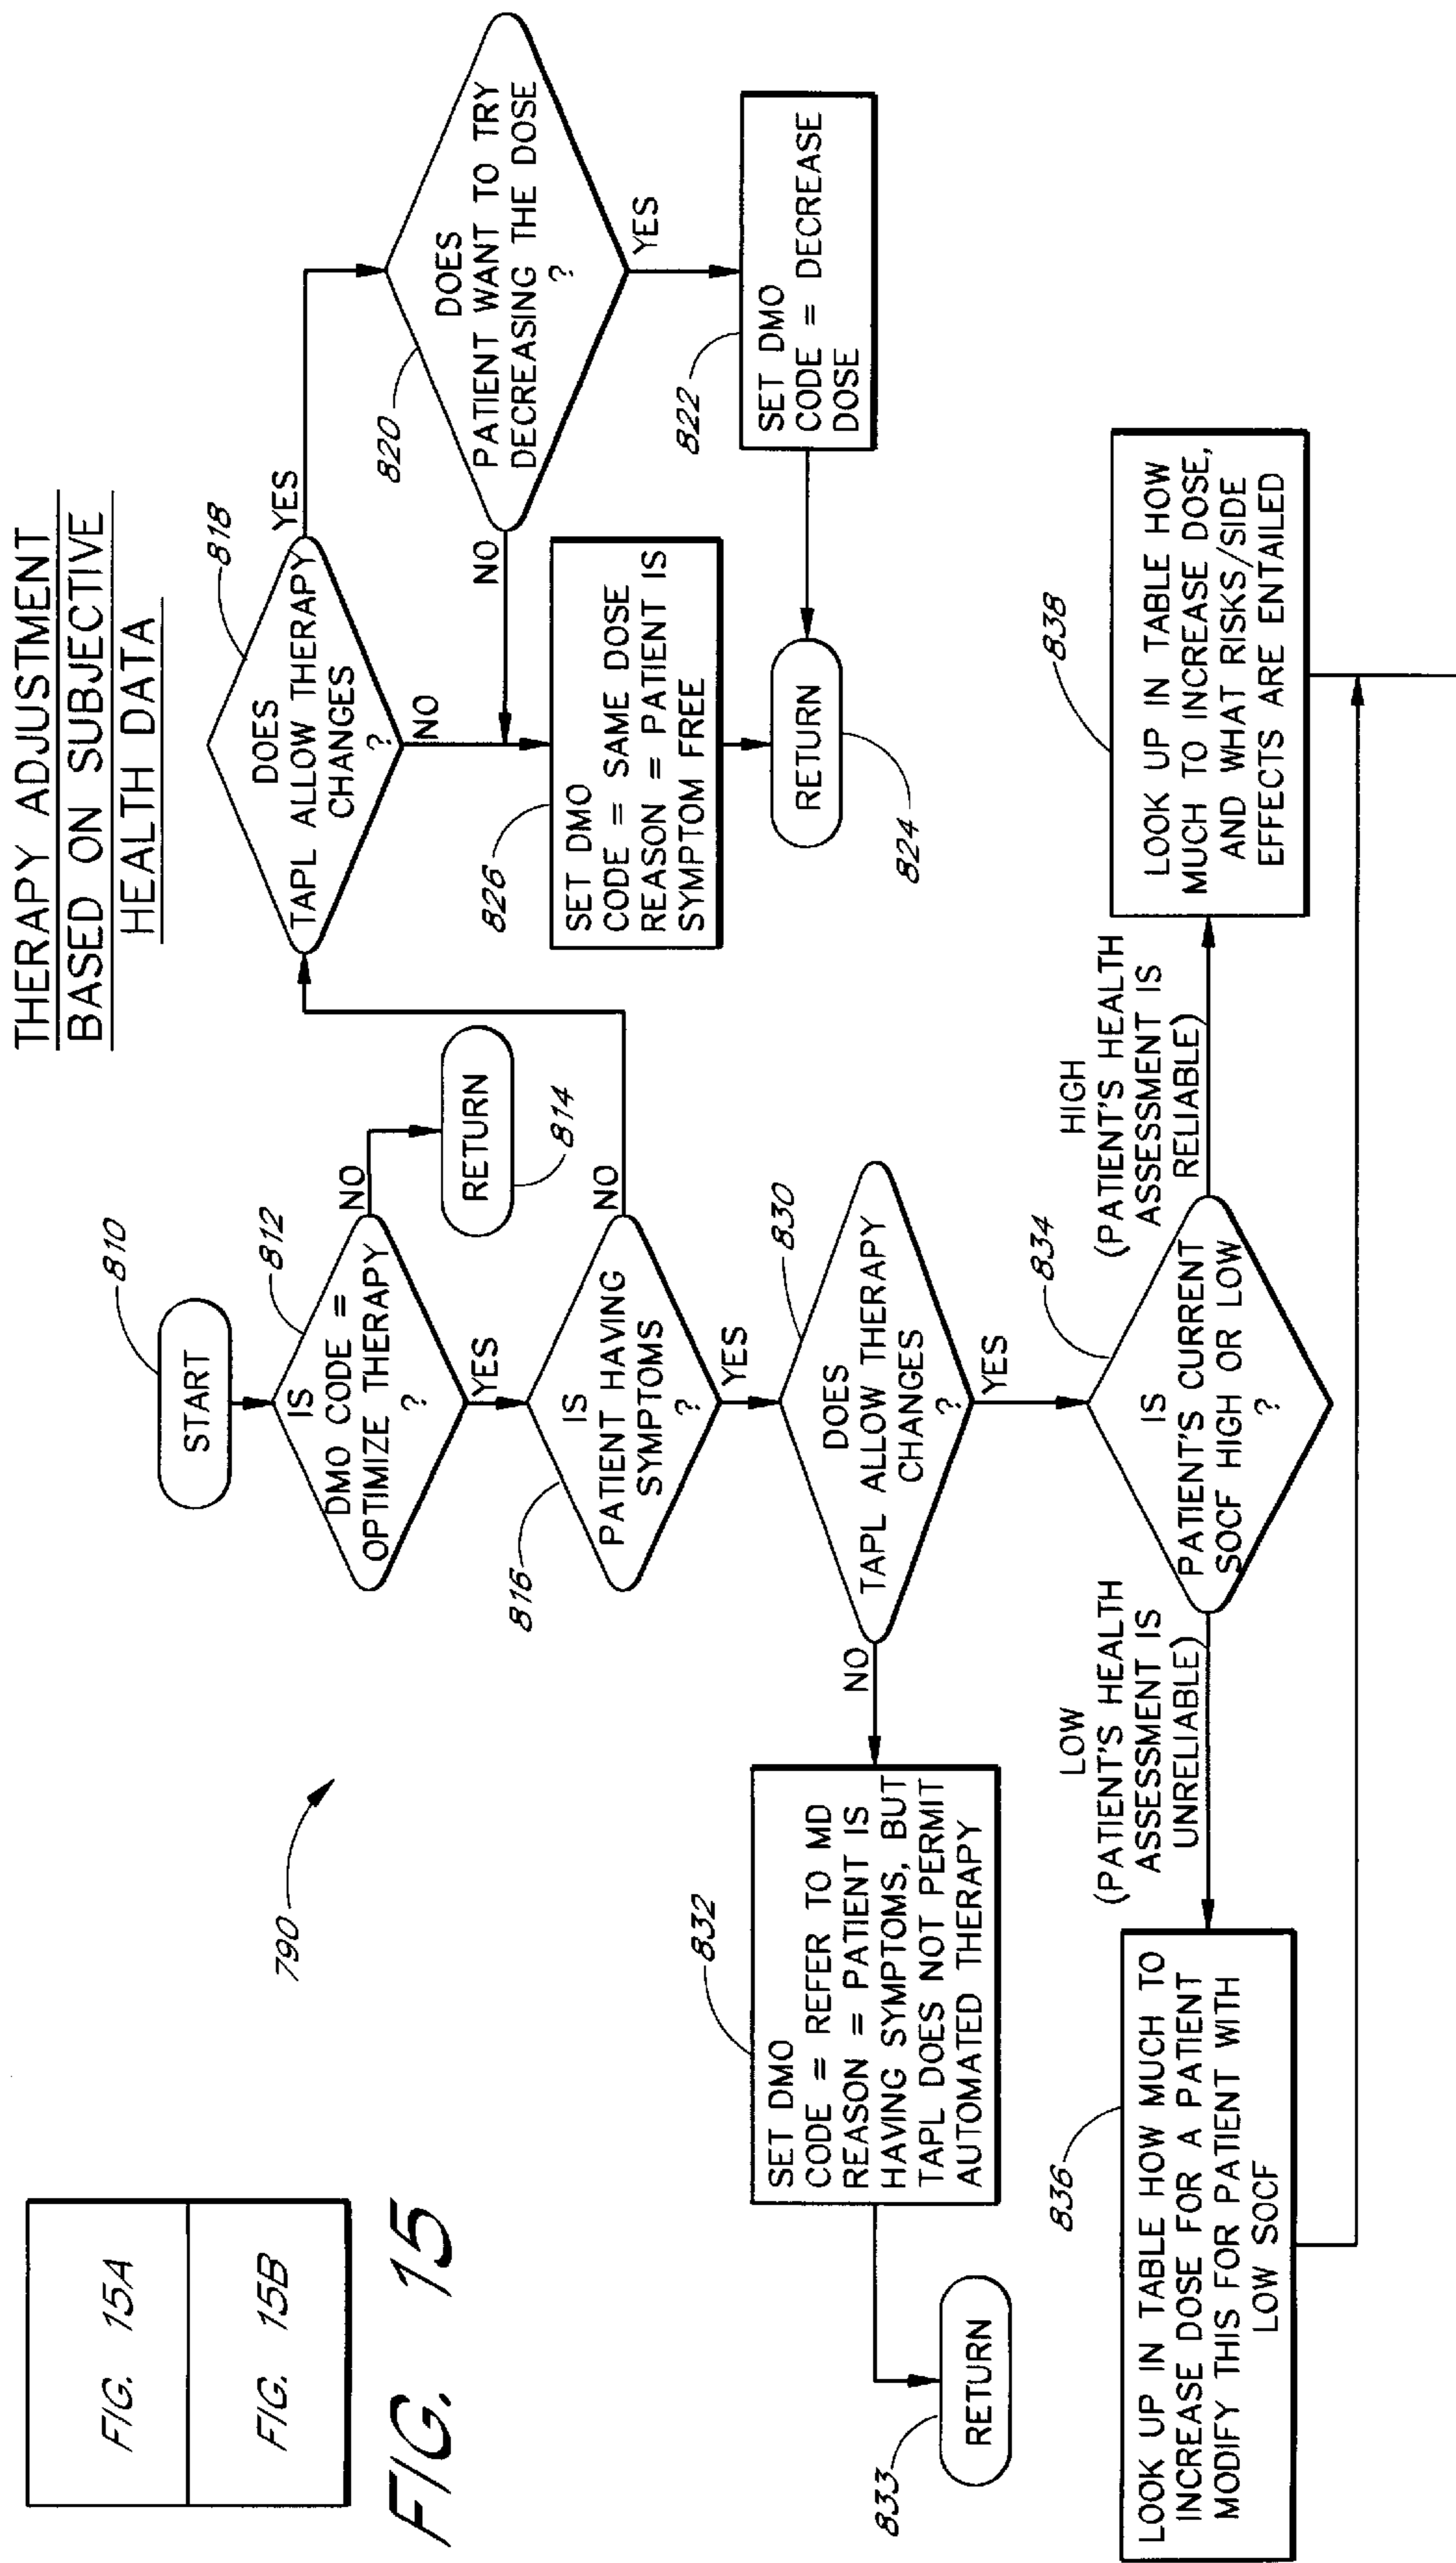 THERAPY ADJUSTMENT
BASED ON SUBJECTIVE
HEALTH DATA
FIG. 15A
FIG. 15B
FIG. 15
790
810
START
812
IS
DMO CODE =
OPTIMIZE THERAPY
?
NO
RETURN
814
YES
816
IS
PATIENT HAVING
SYMPTOMS
?
NO
YES
818
DOES
TAPL ALLOW THERAPY
CHANGES
?
YES
NO
820
DOES
PATIENT WANT TO TRY
DECREASING THE DOSE
?
NO
YES
822
SET DMO
CODE = DECREASE
DOSE
826
SET DMO
CODE = SAME DOSE
REASON = PATIENT IS
SYMPTOM FREE
RETURN
824
830
DOES
TAPL ALLOW THERAPY
CHANGES
?
NO
YES
832
SET DMO
CODE = REFER TO MD
REASON = PATIENT IS
HAVING SYMPTOMS, BUT
TAPL DOES NOT PERMIT
AUTOMATED THERAPY
833
RETURN
834
IS
PATIENT'S CURRENT
SOCF HIGH OR LOW
?
LOW
(PATIENT'S HEALTH
ASSESSMENT IS
UNRELIABLE)
HIGH
(PATIENT'S HEALTH
ASSESSMENT IS
RELIABLE)
836
LOOK UP IN TABLE HOW MUCH TO
INCREASE DOSE FOR A PATIENT
MODIFY THIS FOR PATIENT WITH
LOW SOCF
838
LOOK UP IN TABLE HOW
MUCH TO INCREASE DOSE,
AND WHAT RISKS/SIDE
EFFECTS ARE ENTAILED